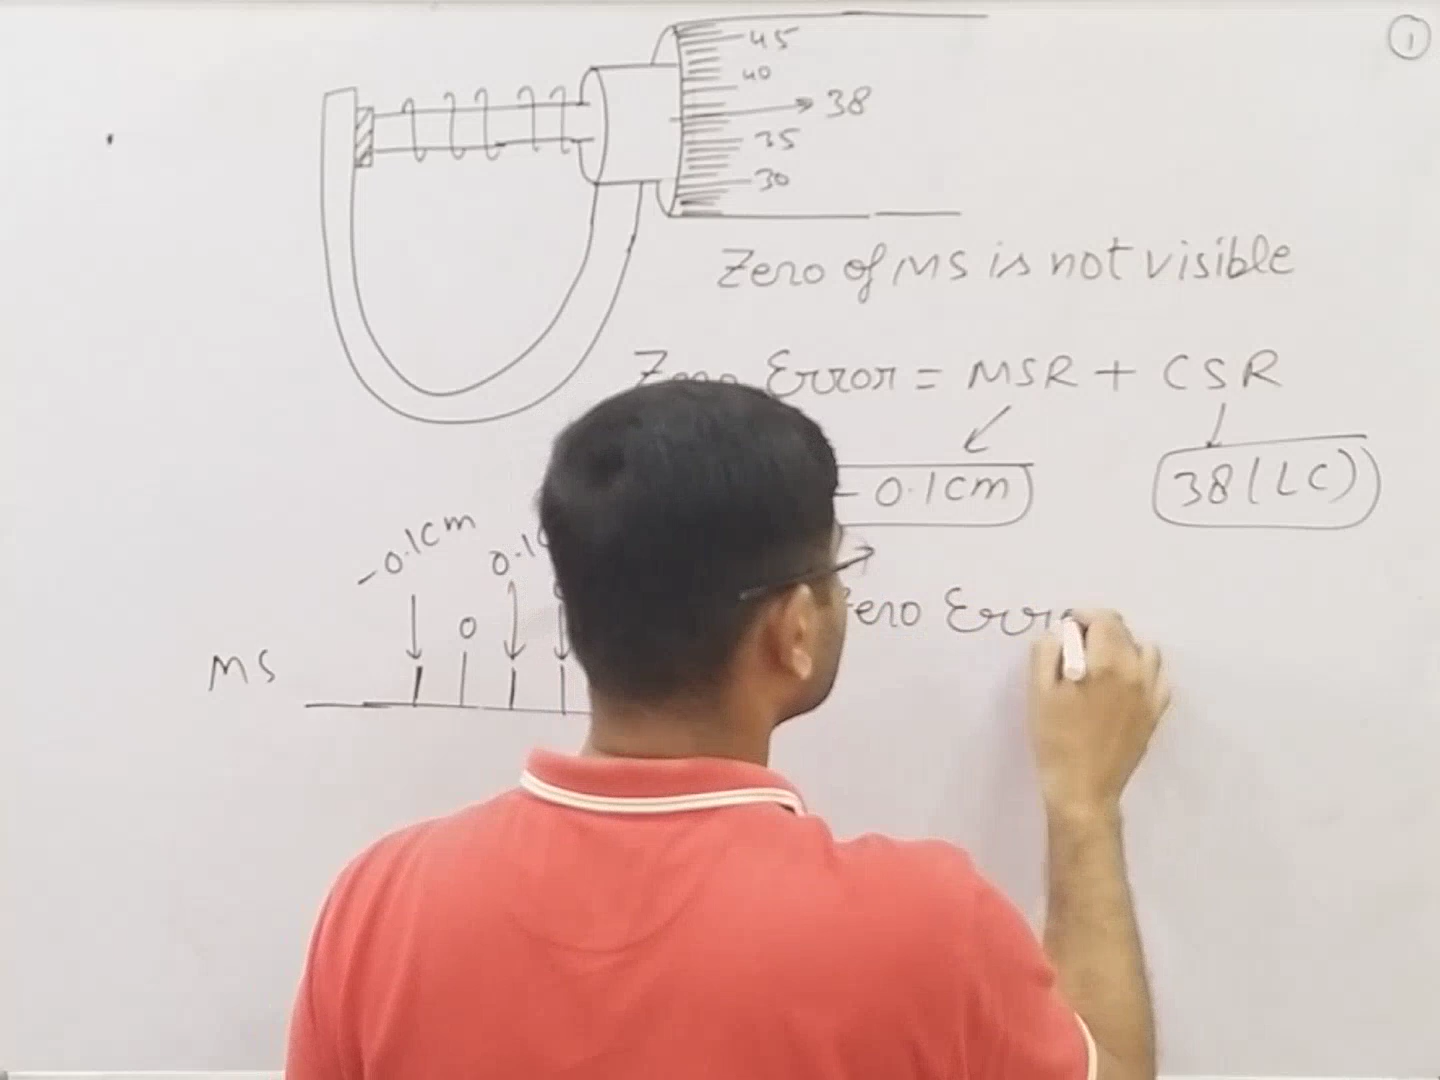 1
45
40
38
35
30
Zero of MS is not visible
Error = MSR + CSR
- 0.1cm 38(LC)
-0.1cm
0
Zero Erro
MS